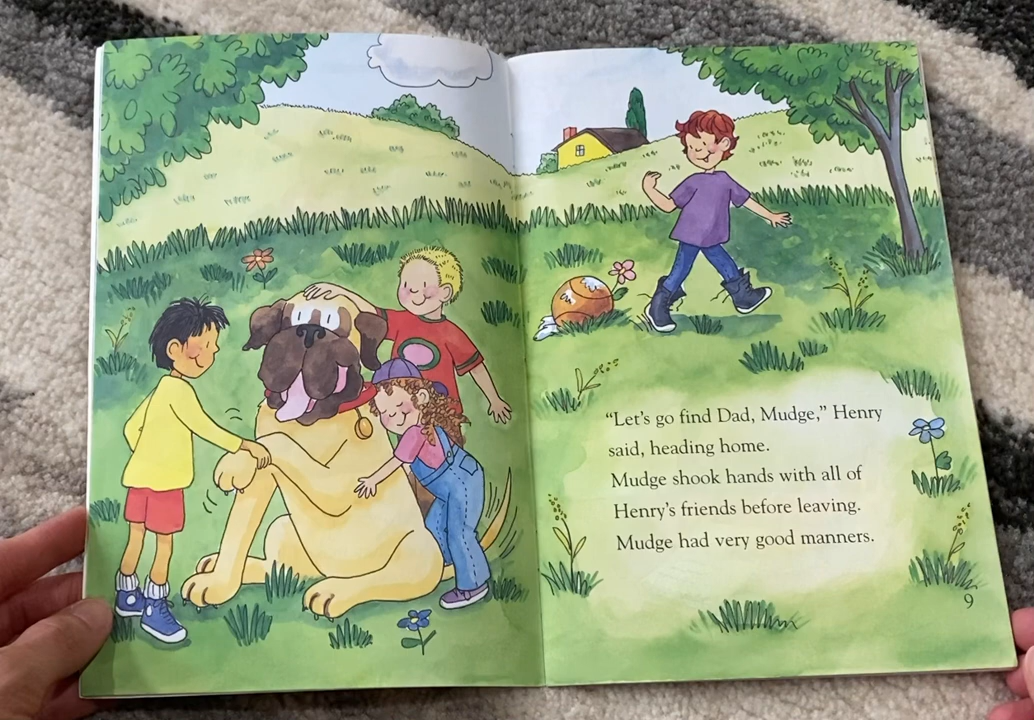 “Let’s go find Dad, Mudge,” Henry
said, heading home.
Mudge shook hands with all of
Henry’s friends before leaving.
Mudge had very good manners.
9